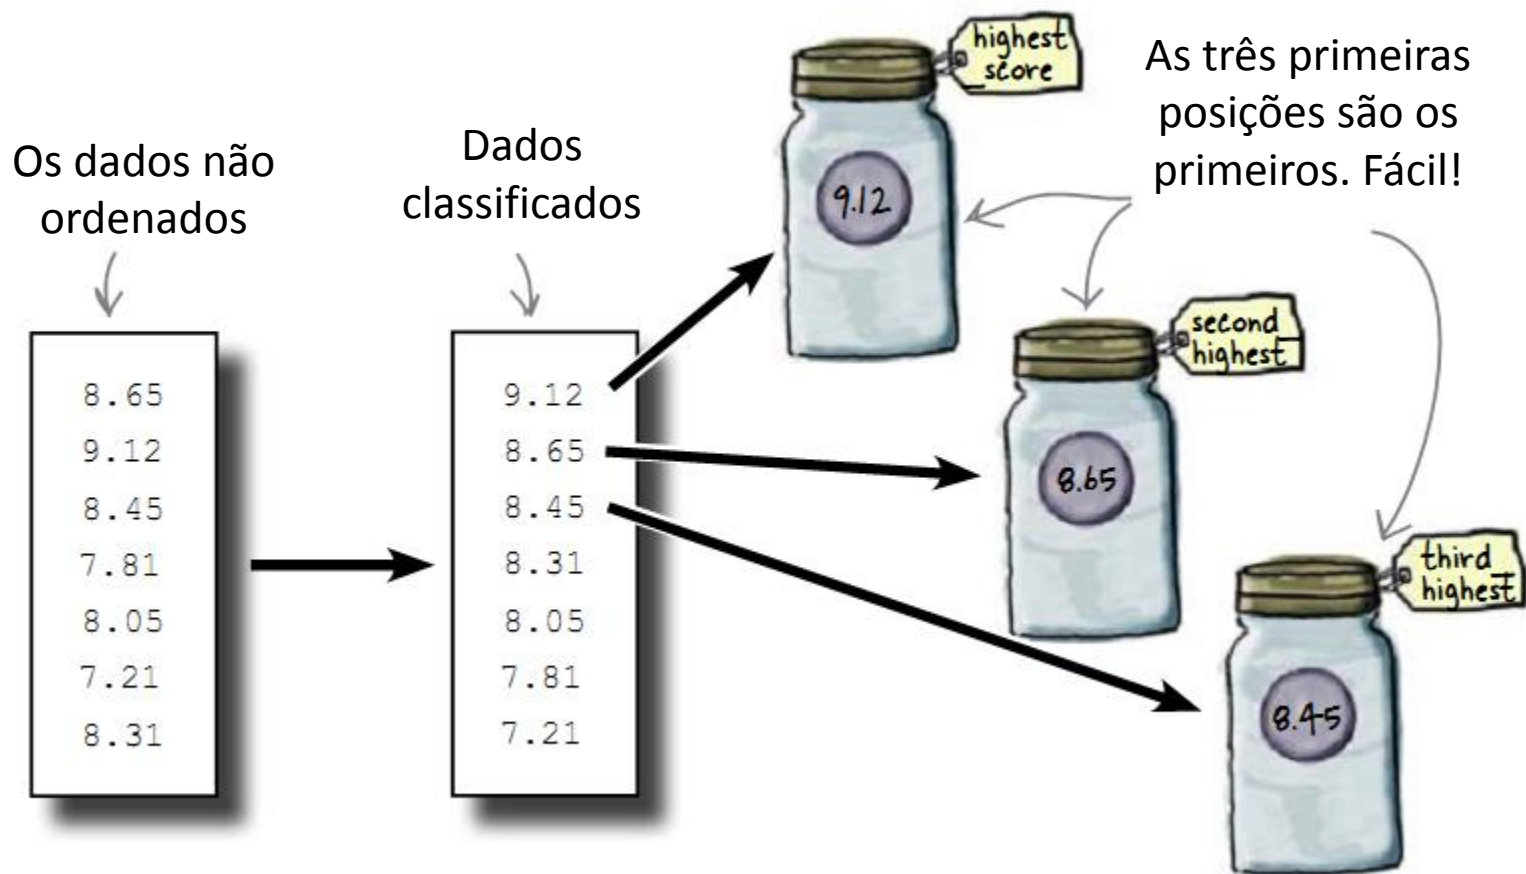 Os dados não
ordenados
8.65
9.12
8.45
7.81
8.05
7.21
8.31
Dados
classificados
9.12
8.65
8.45
8.31
8.05
7.81
7.21
highest
score
9.12
As três primeiras
posições são os
primeiros. Fácil!
second
highest
8.65
third
highest
8.45